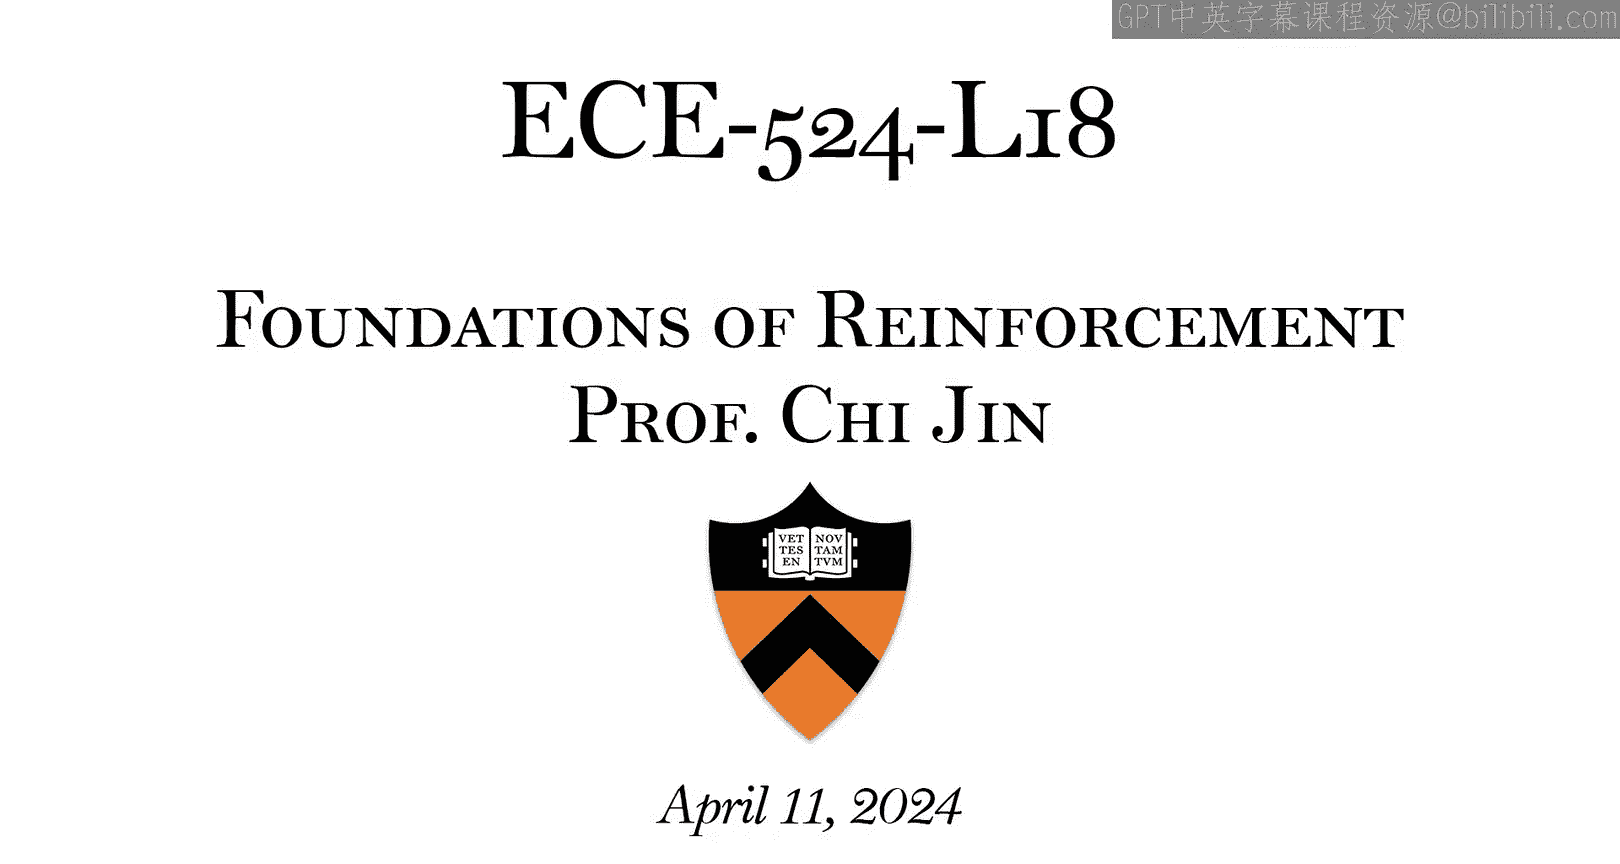 GPT中英字幕课程资源@bilibili.com
ECE-524-L18
Foundations of Reinforcement
Prof. Chi Jin
VET NOV
TES TAM
EN TVM
April 11, 2024